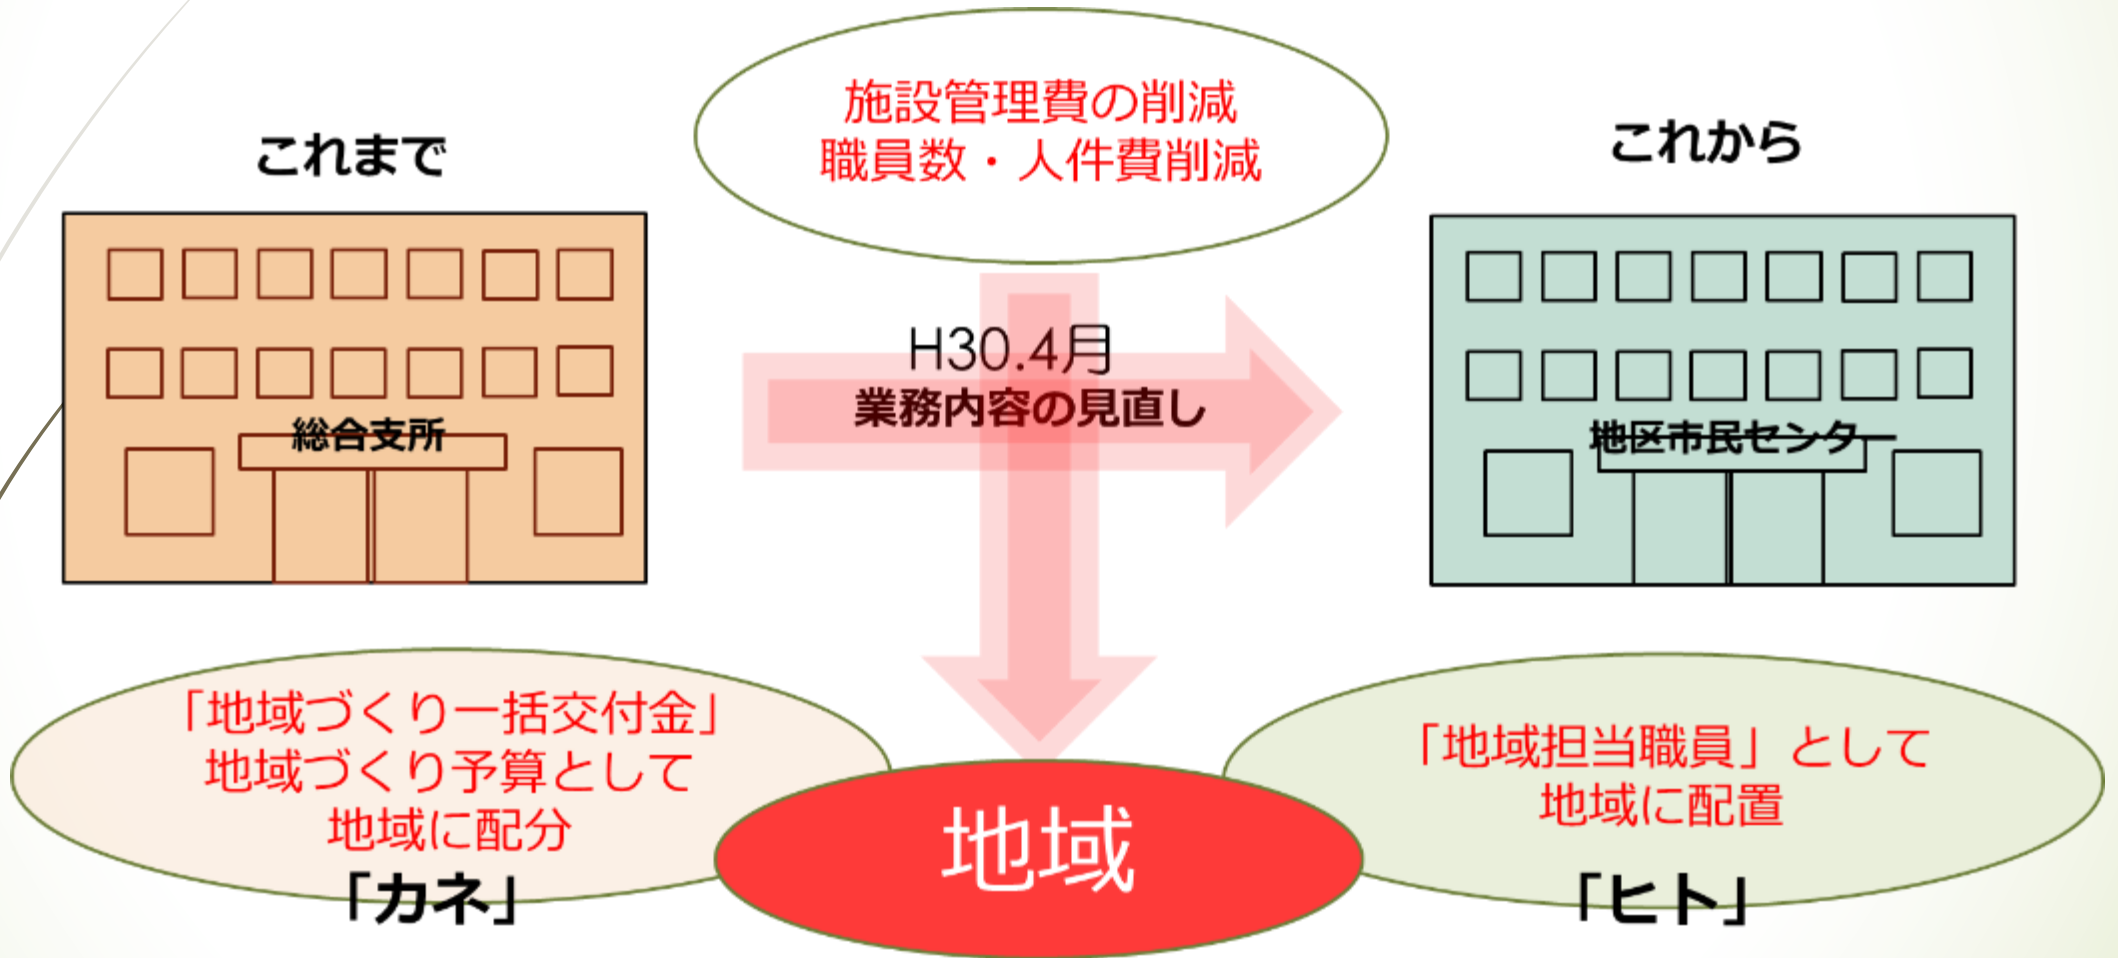 施設管理費の削減
職員数・人件費削減
これまで
これから
H30.4月
業務内容の見直し
総合支所
地区市民センター
「地域づくり一括交付金」
地域づくり予算として
地域に配分
「カネ」
地域
「地域担当職員」として
地域に配置
「ヒト」